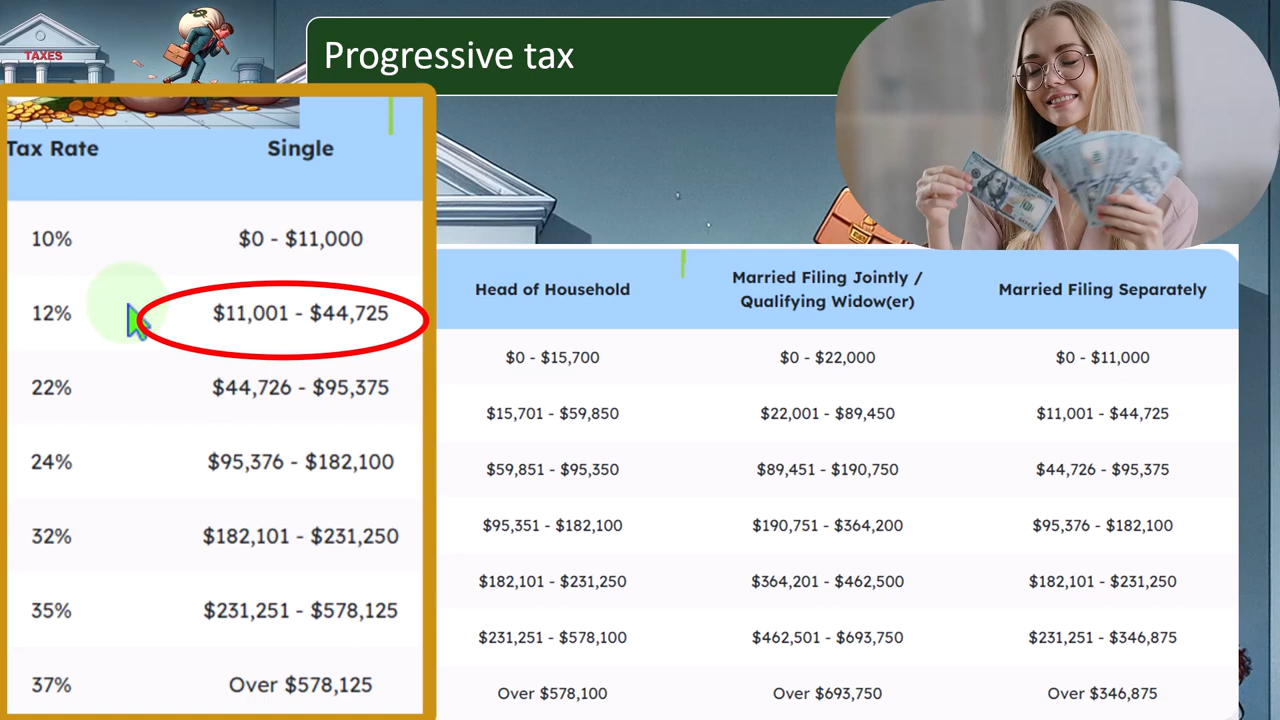 TAXES
Progressive tax
Tax Rate Single
10% $0 - $11,000
12% $11,001 - $44,725
22% $44,726 - $95,375
24% $95,376 - $182,100
32% $182,101 - $231,250
35% $231,251 - $578,125
37% Over $578,125
Head of Household Married Filing Jointly / Qualifying Widow(er) Married Filing Separately
$0 - $15,700 $0 - $22,000 $0 - $11,000
$15,701 - $59,850 $22,001 - $89,450 $11,001 - $44,725
$59,851 - $95,350 $89,451 - $190,750 $44,726 - $95,375
$95,351 - $182,100 $190,751 - $364,200 $95,376 - $182,100
$182,101 - $231,250 $364,201 - $462,500 $182,101 - $231,250
$231,251 - $578,100 $462,501 - $693,750 $231,251 - $346,875
Over $578,100 Over $693,750 Over $346,875